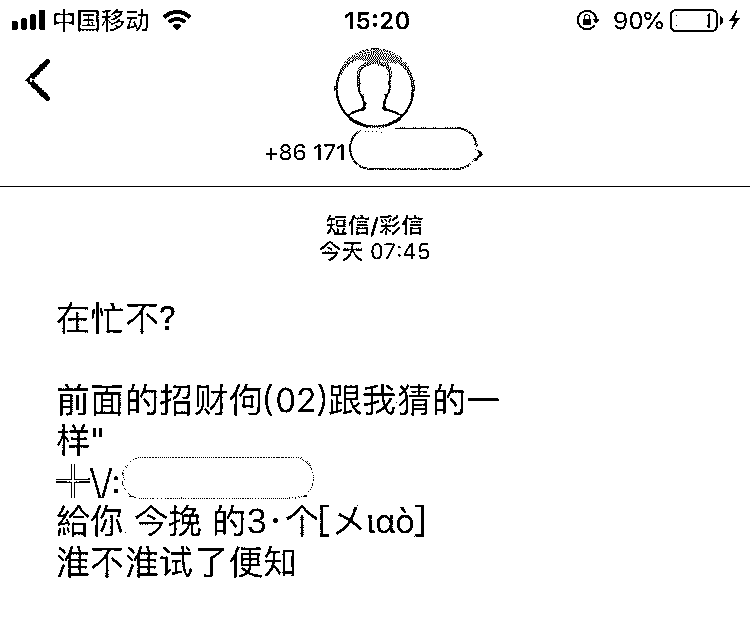 中国移动 15:20 90%
+86 171
短信/彩信
今天 07:45
在忙不?
前面的招财佝(02)跟我猜的一
样"
╬V:
給你 今挽 的3·个[㐅ιαò]
淮不淮试了便知